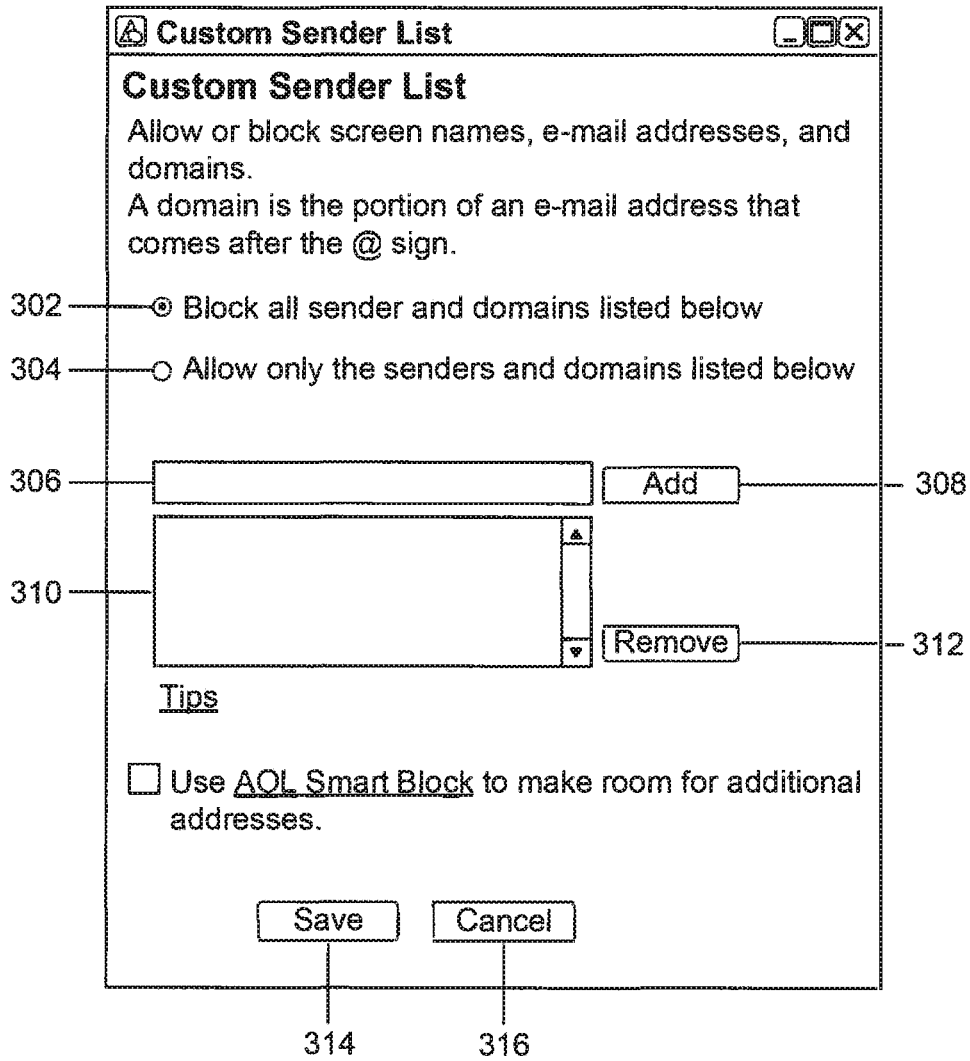 Custom Sender List
Custom Sender List
Allow or block screen names, e-mail addresses, and
domains.
A domain is the portion of an e-mail address that
comes after the @ sign.
302
Block all sender and domains listed below
304
Allow only the senders and domains listed below
306
Add
308
310
Remove
312
Tips
Use AOL Smart Block to make room for additional
addresses.
Save
Cancel
314
316